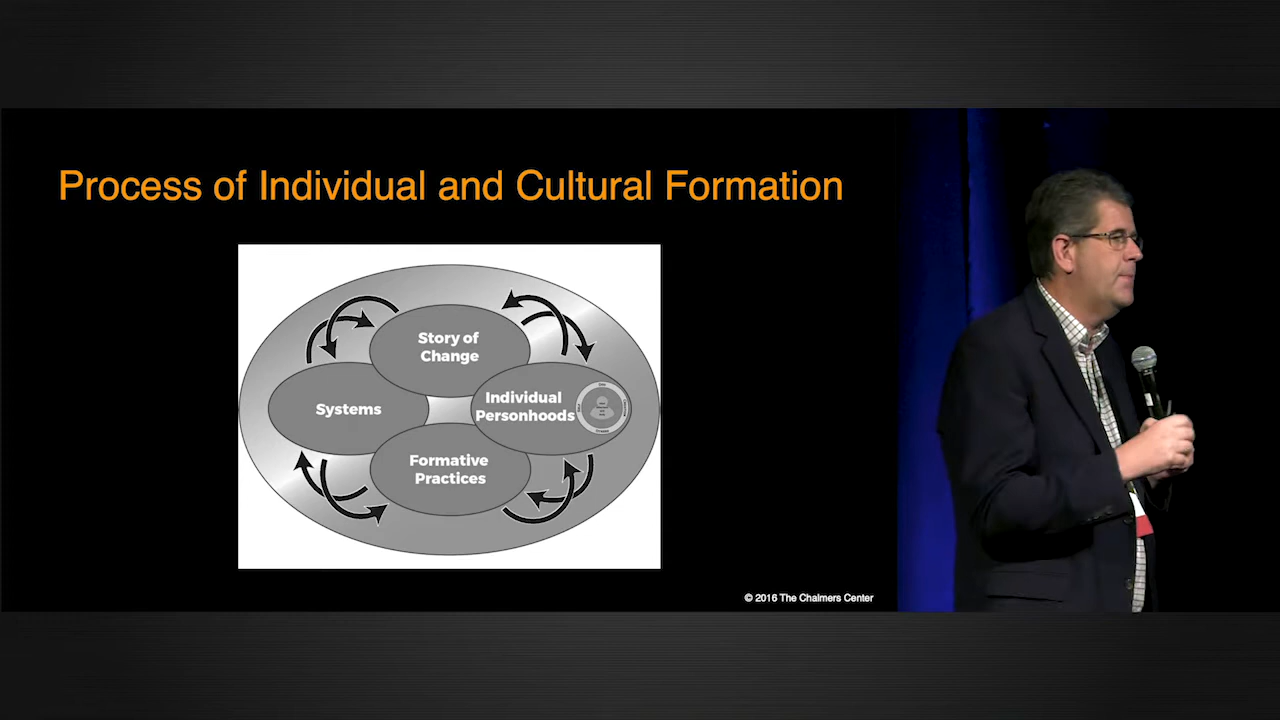 Process of Individual and Cultural Formation
Story of
Change
Systems
Individual
Personhoods
Formative
Practices
© 2016 The Chalmers Center